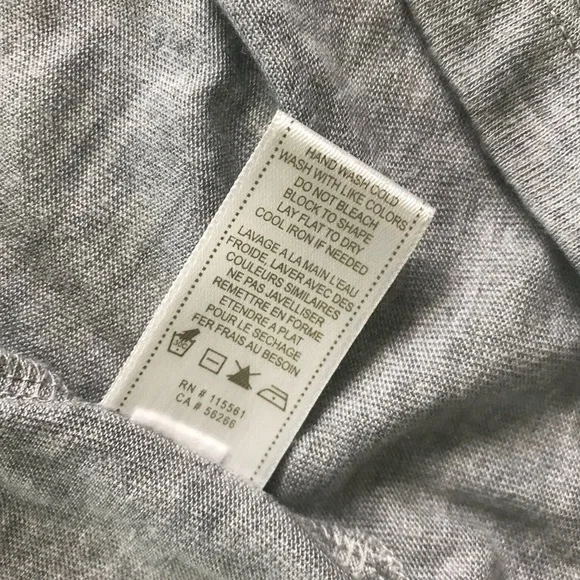 HAND WASH COLD
WASH WITH LIKE COLORS
DO NOT BLEACH
BLOCK TO SHAPE
LAY FLAT TO DRY
COOL IRON IF NEEDED
LAVAGE A LA MAIN L'EAU
FROIDE, LAVER AVEC DES
COULEURS SIMILAIRES
NE PAS JAVELLISER
REMETTRE EN FORME
ETENDRE A PLAT
POUR LE SECHAGE
FER FRAIS AU BESOIN
RN # 115561
CA # 56266